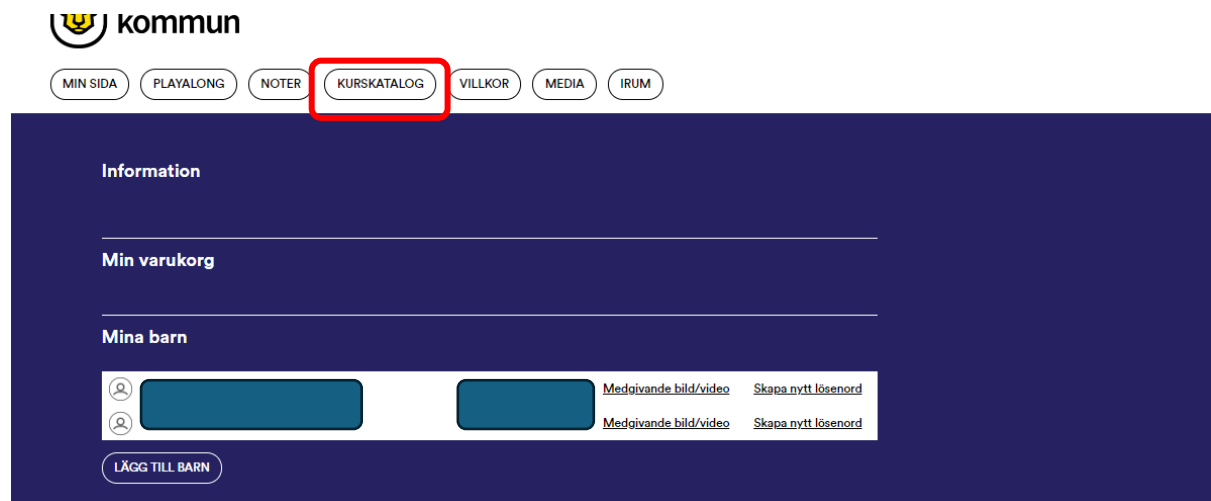 kommun
MIN SIDA PLAYALONG NOTER KURSKATALOG VILLKOR MEDIA IRUM
Information
Min varukorg
Mina barn
Medgivande bild/video Skapa nytt lösenord
Medgivande bild/video Skapa nytt lösenord
LÄGG TILL BARN